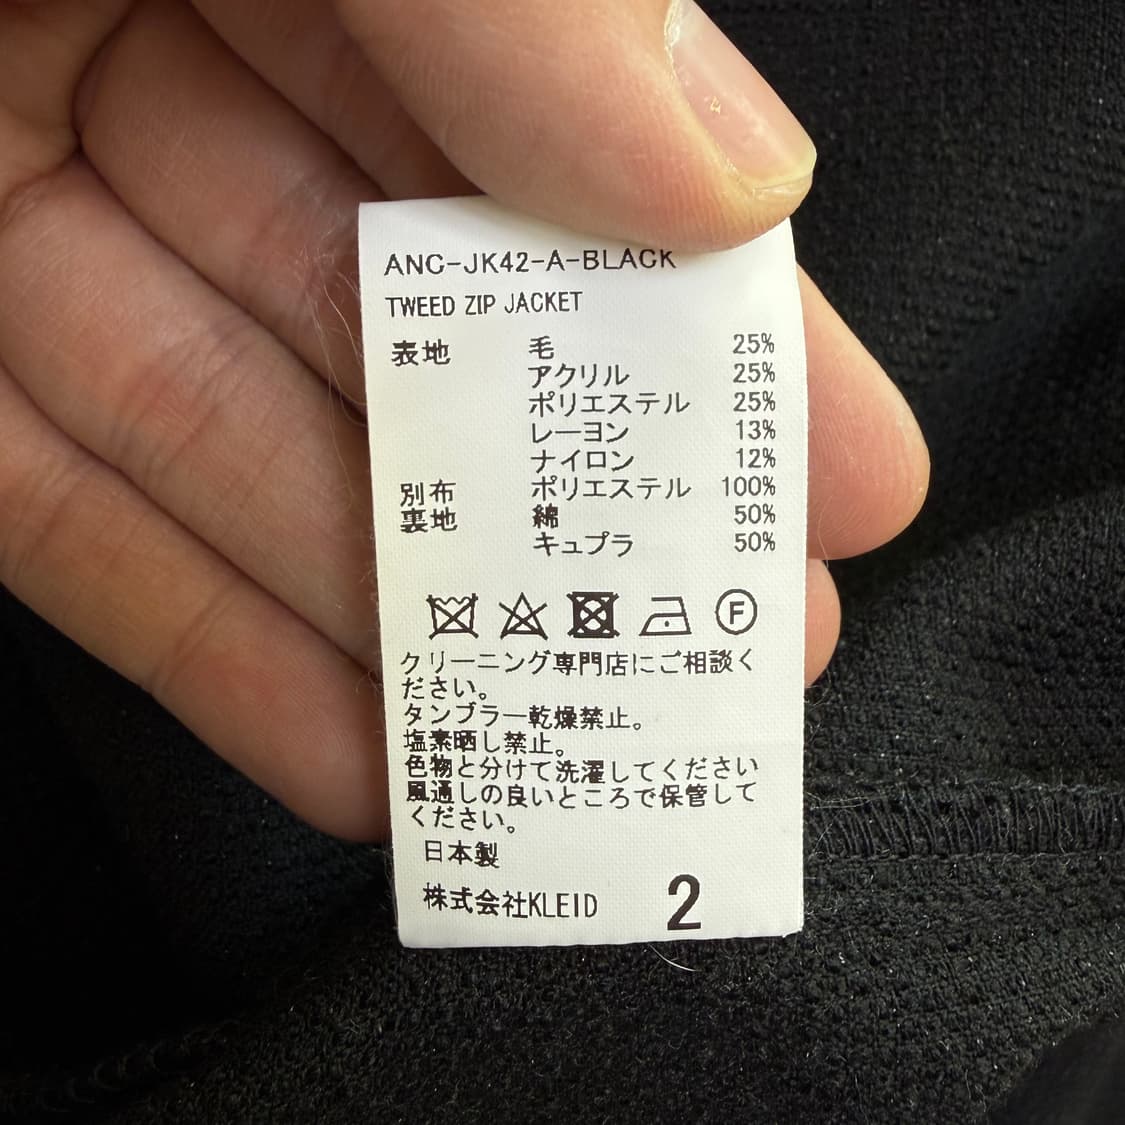 ANC-JK42-A-BLACK
TWEED ZIP JACKET
表地 毛 25%
アクリル 25%
ポリエステル 25%
レーヨン 13%
ナイロン 12%
別布 ポリエステル 100%
裏地 綿 50%
キュプラ 50%
F
クリーニング専門店にご相談く
ださい。
タンブラー乾燥禁止。
塩素晒し禁止。
色物と分けて洗濯してください
風通しの良いところで保管して
ください。
日本製
株式会社KLEID 2